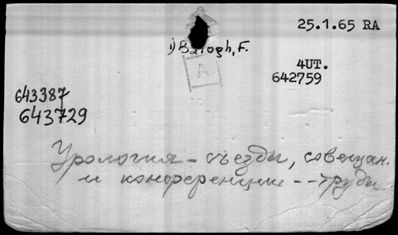 25.1.65 RA
1) Balogh, F.
A
4UT.
642759
643387
643729
Урология - съезды, совещан.
и конференции -- труды